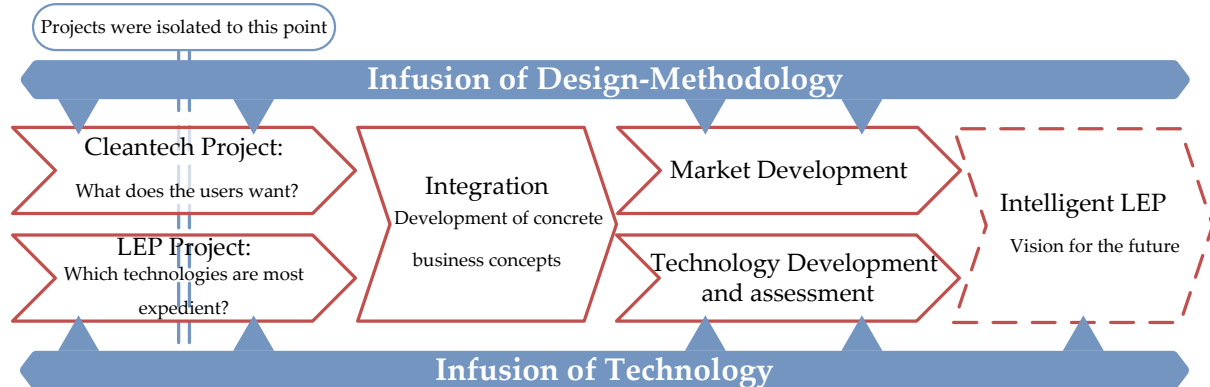 Projects were isolated to this point
Infusion of Design-Methodology
Cleantech Project:
What does the users want?
LEP Project:
Which technologies are most
expedient?
Integration
Development of concrete
business concepts
Market Development
Technology Development
and assessment
Intelligent LEP
Vision for the future
Infusion of Technology